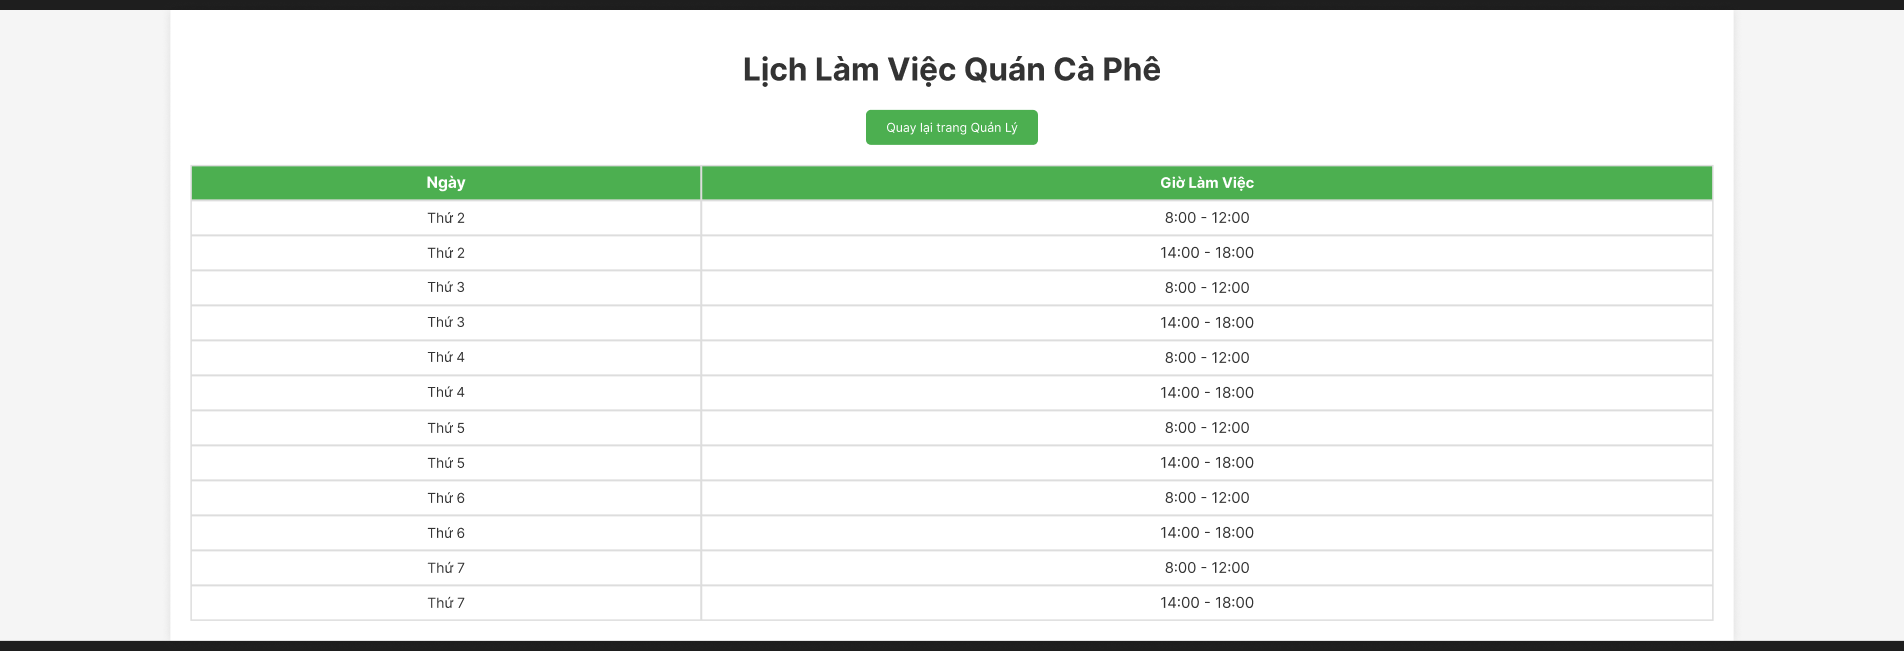 Lịch Làm Việc Quán Cà Phê
Quay lại trang Quản Lý
Ngày Giờ Làm Việc
Thứ 2 8:00 - 12:00
Thứ 2 14:00 - 18:00
Thứ 3 8:00 - 12:00
Thứ 3 14:00 - 18:00
Thứ 4 8:00 - 12:00
Thứ 4 14:00 - 18:00
Thứ 5 8:00 - 12:00
Thứ 5 14:00 - 18:00
Thứ 6 8:00 - 12:00
Thứ 6 14:00 - 18:00
Thứ 7 8:00 - 12:00
Thứ 7 14:00 - 18:00